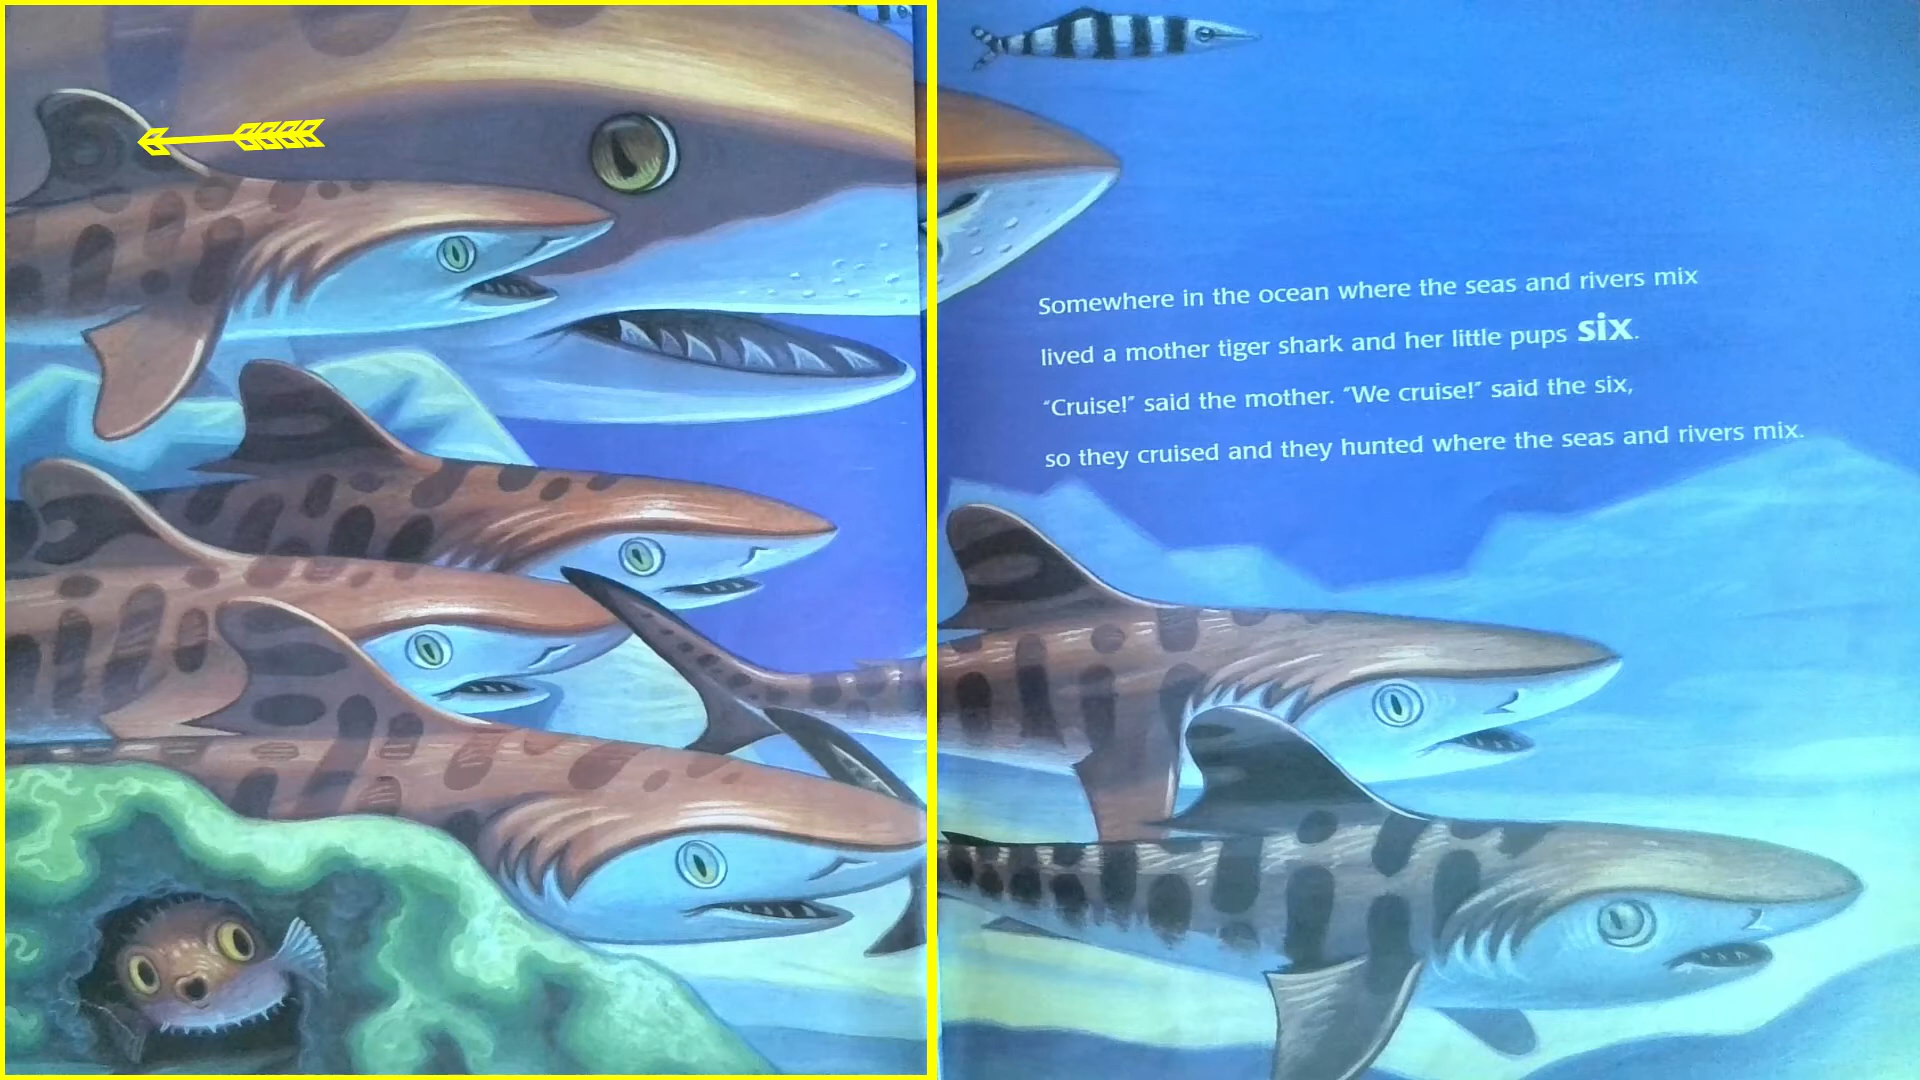 Somewhere in the ocean where the seas and rivers mix
lived a mother tiger shark and her little pups six.
“Cruise!” said the mother. “We cruise!” said the six,
so they cruised and they hunted where the seas and rivers mix.